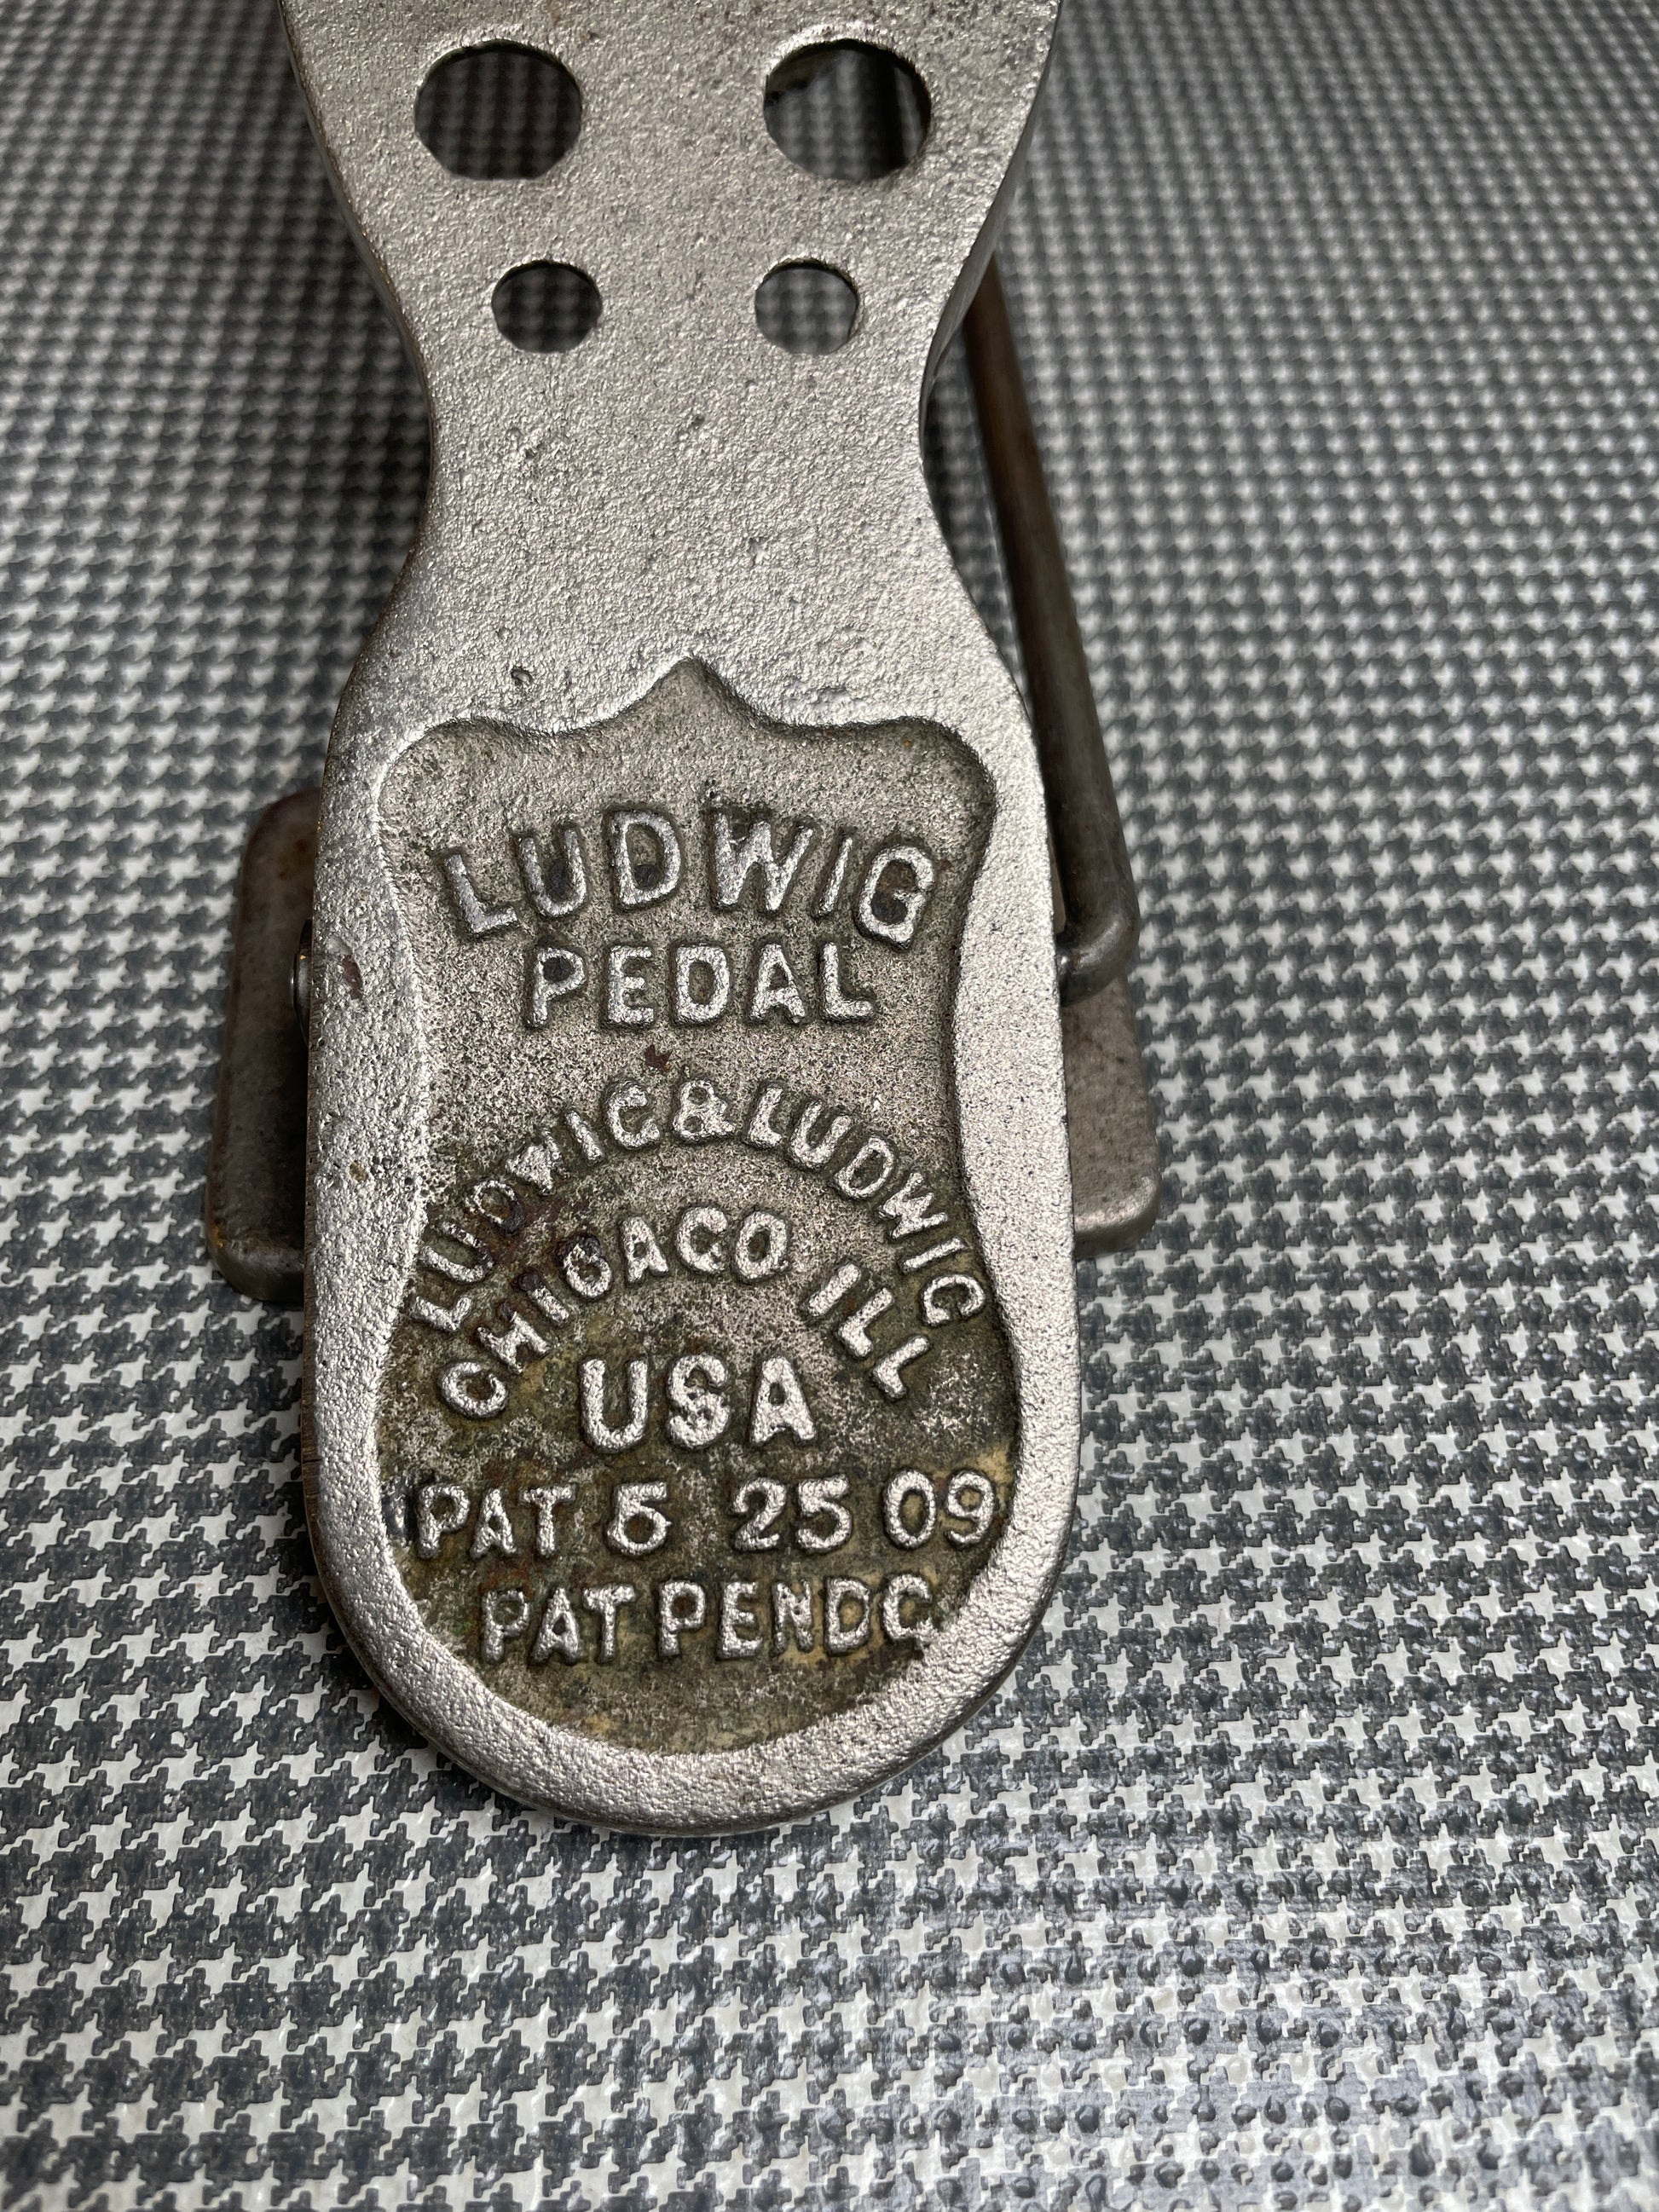 LUDWIG
PEDAL
LUDWIG & LUDWIG
CHICAGO ILL
USA
PAT 5 25 09
PAT PENDG